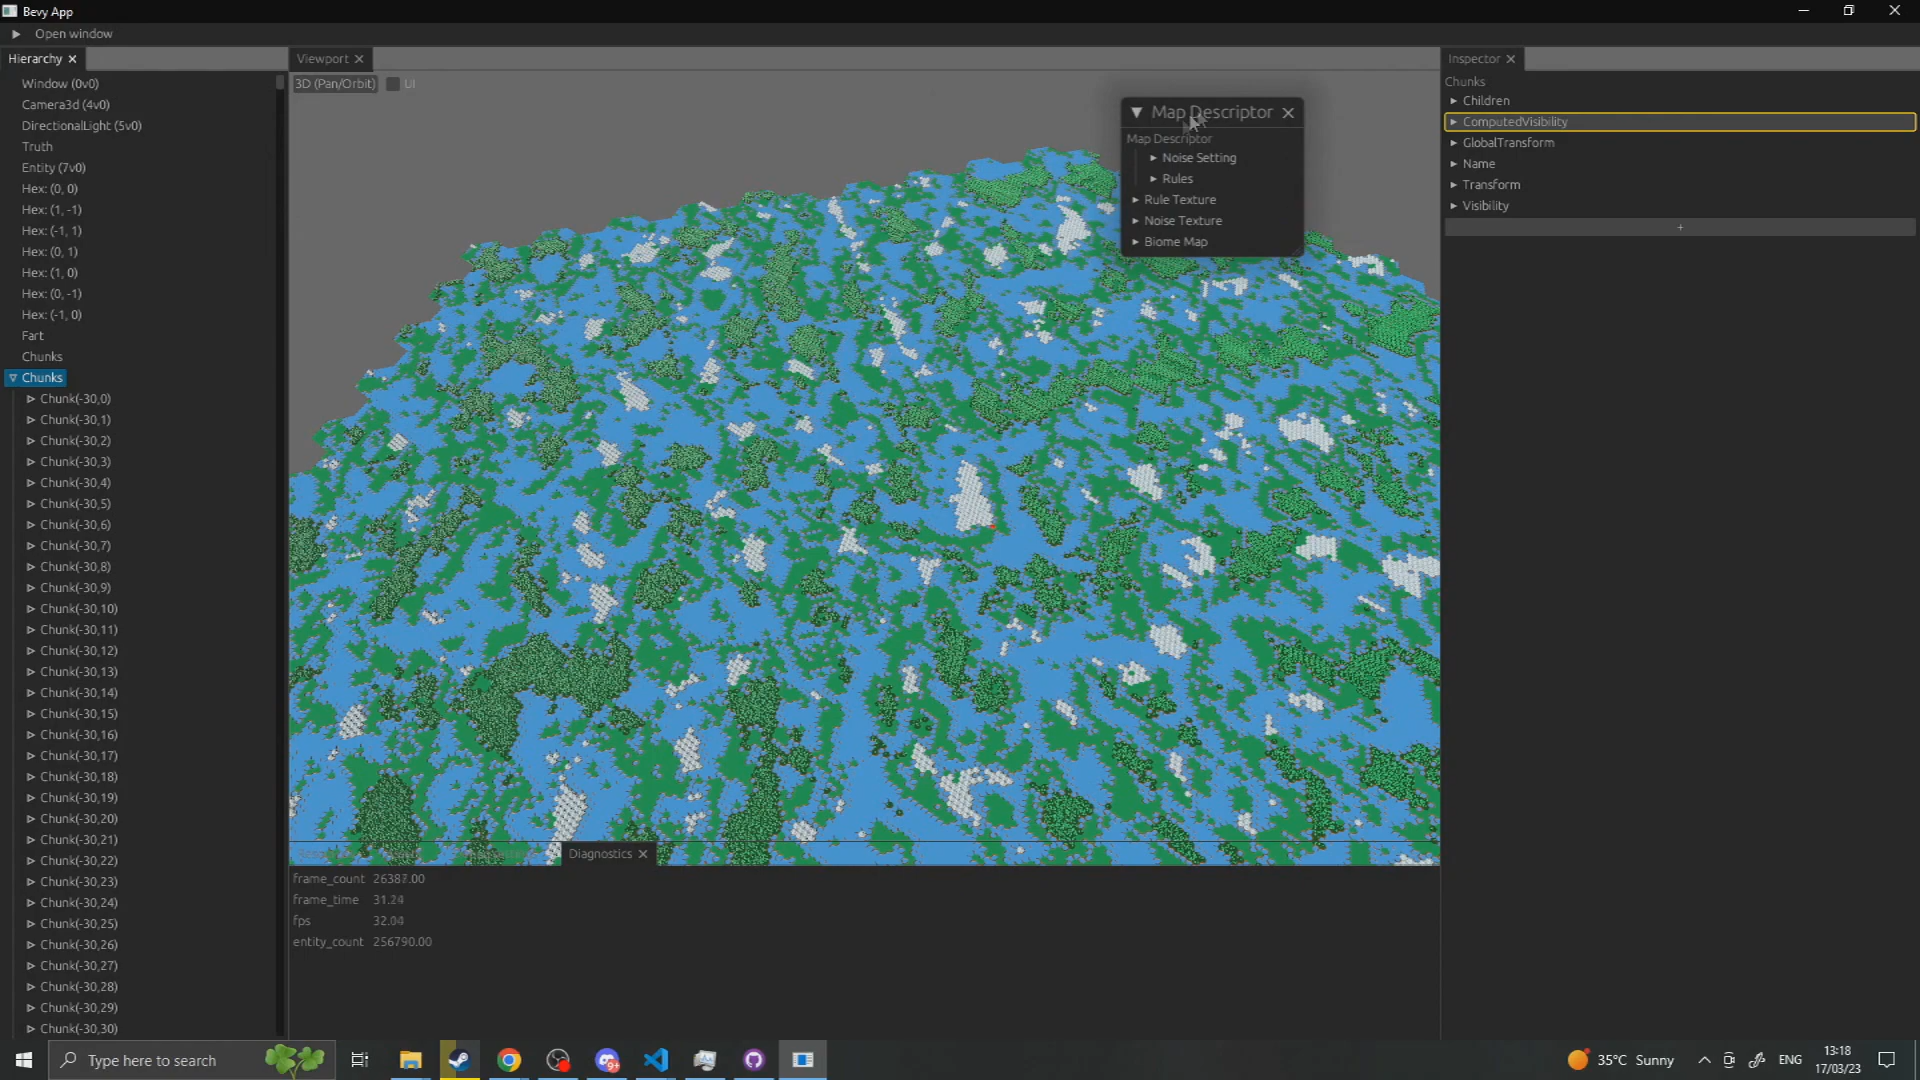 Bevy App
Open window
Hierarchy
Window (0v0)
Camera3d (4v0)
DirectionalLight (5v0)
Truth
Entity (7v0)
Hex: (0, 0)
Hex: (1, -1)
Hex: (-1, 1)
Hex: (0, 1)
Hex: (1, 0)
Hex: (0, -1)
Hex: (-1, 0)
Fart
Chunks
Chunks
Chunk(-30,0)
Chunk(-30,1)
Chunk(-30,2)
Chunk(-30,3)
Chunk(-30,4)
Chunk(-30,5)
Chunk(-30,6)
Chunk(-30,7)
Chunk(-30,8)
Chunk(-30,9)
Chunk(-30,10)
Chunk(-30,11)
Chunk(-30,12)
Chunk(-30,13)
Chunk(-30,14)
Chunk(-30,15)
Chunk(-30,16)
Chunk(-30,17)
Chunk(-30,18)
Chunk(-30,19)
Chunk(-30,20)
Chunk(-30,21)
Chunk(-30,22)
Chunk(-30,23)
Chunk(-30,24)
Chunk(-30,25)
Chunk(-30,26)
Chunk(-30,27)
Chunk(-30,28)
Chunk(-30,29)
Chunk(-30,30)
Viewport
3D (Pan/Orbit) UI
Map Descriptor
Map Descriptor
Noise Setting
Rules
Rule Texture
Noise Texture
Biome Map
Diagnostics
frame_count 26387.00
frame_time 31.24
fps 32.04
entity_count 256790.00
Inspector
Chunks
Children
ComputedVisibility
GlobalTransform
Name
Transform
Visibility
+
Type here to search
9+
35°C Sunny
ENG
13:18
17/03/23